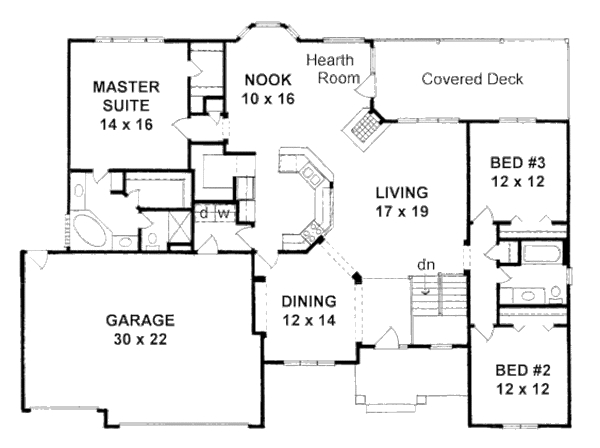 MASTER
SUITE
14 x 16
NOOK
10 x 16
Hearth
Room
Covered Deck
BED #3
12 x 12
LIVING
17 x 19
d w
dn
DINING
12 x 14
GARAGE
30 x 22
BED #2
12 x 12